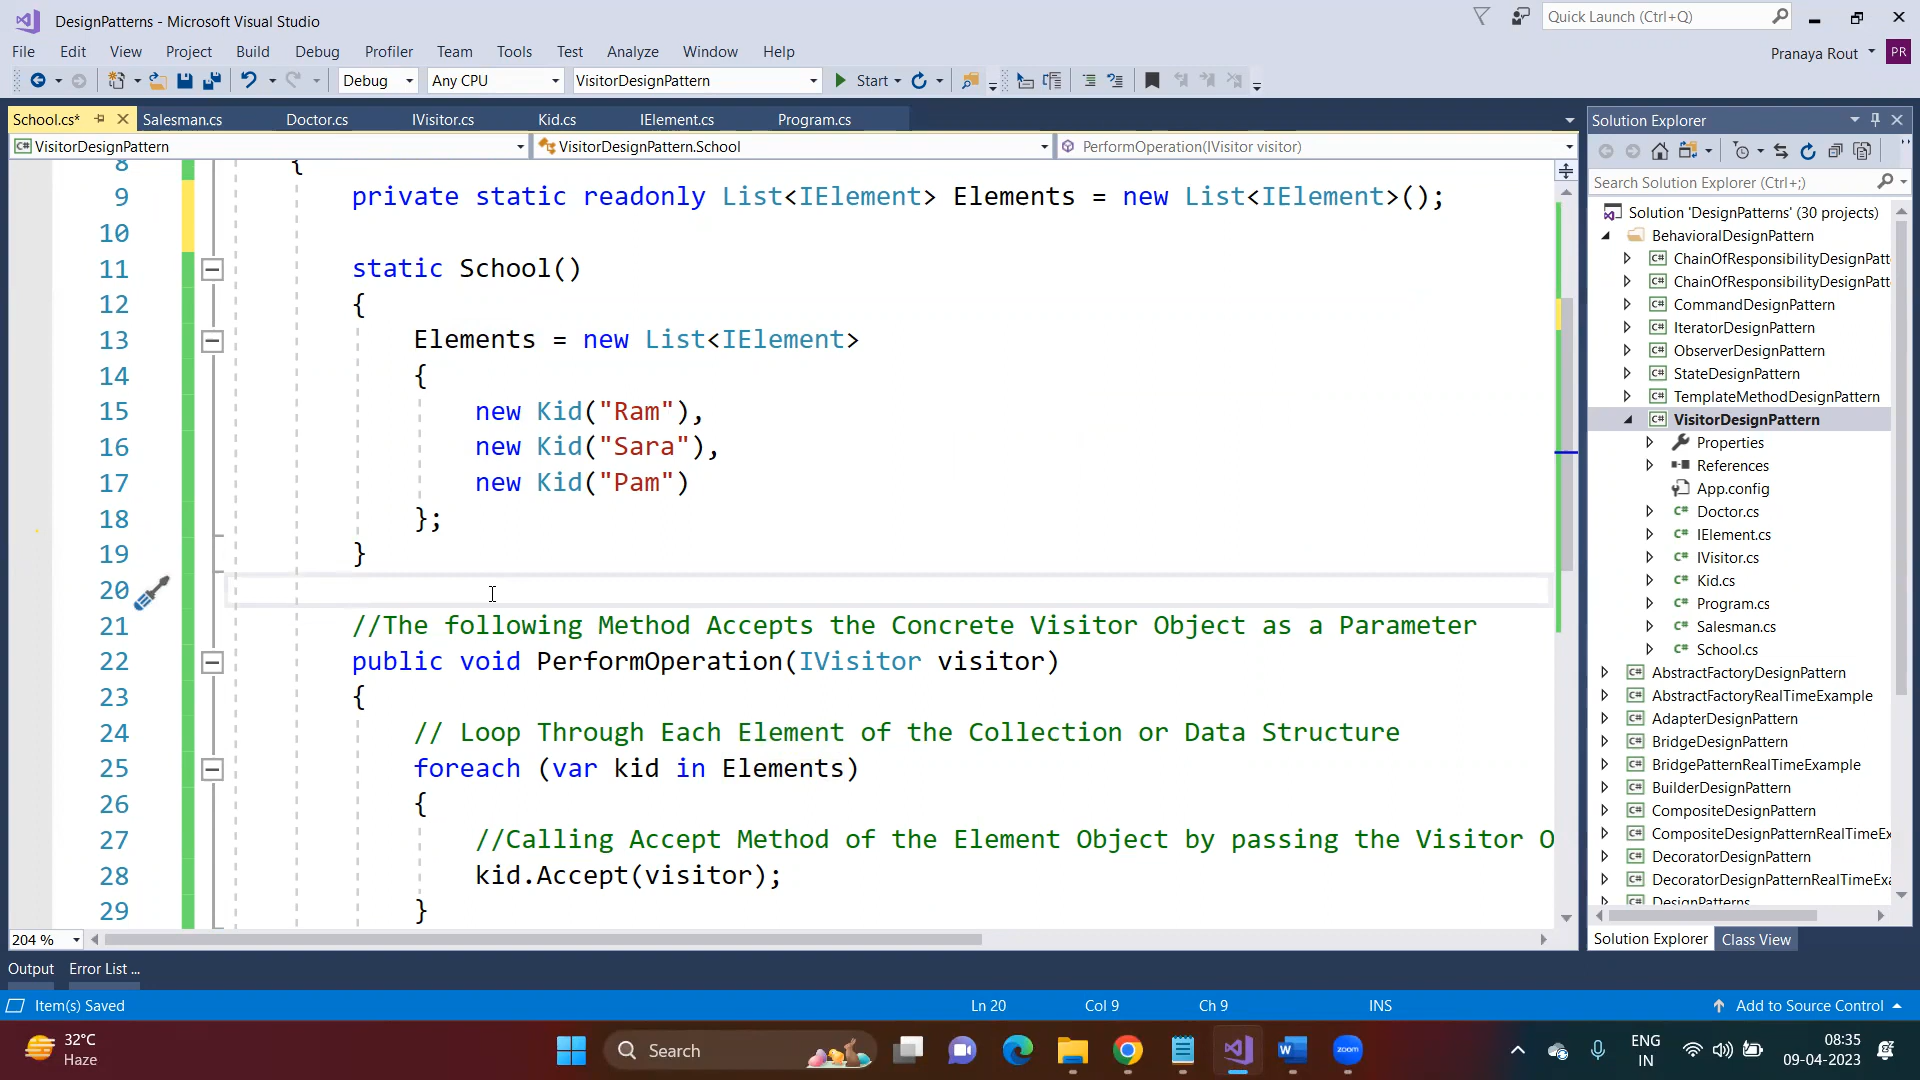 DesignPatterns - Microsoft Visual Studio
Quick Launch (Ctrl+Q)
File Edit View Project Build Debug Profiler Team Tools Test Analyze Window Help
Pranaya Rout PR
Debug Any CPU VisitorDesignPattern Start
School.cs* Salesman.cs Doctor.cs IVisitor.cs Kid.cs IElement.cs Program.cs
VisitorDesignPattern VisitorDesignPattern.School PerformOperation(IVisitor visitor)
8 {
9 private static readonly List<IElement> Elements = new List<IElement>();
10
11 static School()
12 {
13 Elements = new List<IElement>
14 {
15 new Kid("Ram"),
16 new Kid("Sara"),
17 new Kid("Pam")
18 };
19 }
20
21 //The following Method Accepts the Concrete Visitor Object as a Parameter
22 public void PerformOperation(IVisitor visitor)
23 {
24 // Loop Through Each Element of the Collection or Data Structure
25 foreach (var kid in Elements)
26 {
27 //Calling Accept Method of the Element Object by passing the Visitor O
28 kid.Accept(visitor);
29 }
204 %
Solution Explorer
Search Solution Explorer (Ctrl+;)
Solution 'DesignPatterns' (30 projects)
BehavioralDesignPattern
C# ChainOfResponsibilityDesignPatt
C# ChainOfResponsibilityDesignPatt
C# CommandDesignPattern
C# IteratorDesignPattern
C# ObserverDesignPattern
C# StateDesignPattern
C# TemplateMethodDesignPattern
C# VisitorDesignPattern
Properties
References
App.config
C# Doctor.cs
C# IElement.cs
C# IVisitor.cs
C# Kid.cs
C# Program.cs
C# Salesman.cs
C# School.cs
C# AbstractFactoryDesignPattern
C# AbstractFactoryRealTimeExample
C# AdapterDesignPattern
C# BridgeDesignPattern
C# BridgePatternRealTimeExample
C# BuilderDesignPattern
C# CompositeDesignPattern
C# CompositeDesignPatternRealTimeEx
C# DecoratorDesignPattern
C# DecoratorDesignPatternRealTimeExa
DesignPatterns
Solution Explorer Class View
Output Error List ...
Item(s) Saved Ln 20 Col 9 Ch 9 INS Add to Source Control
32°C
Haze
Search
zoom
ENG
IN
08:35
09-04-2023